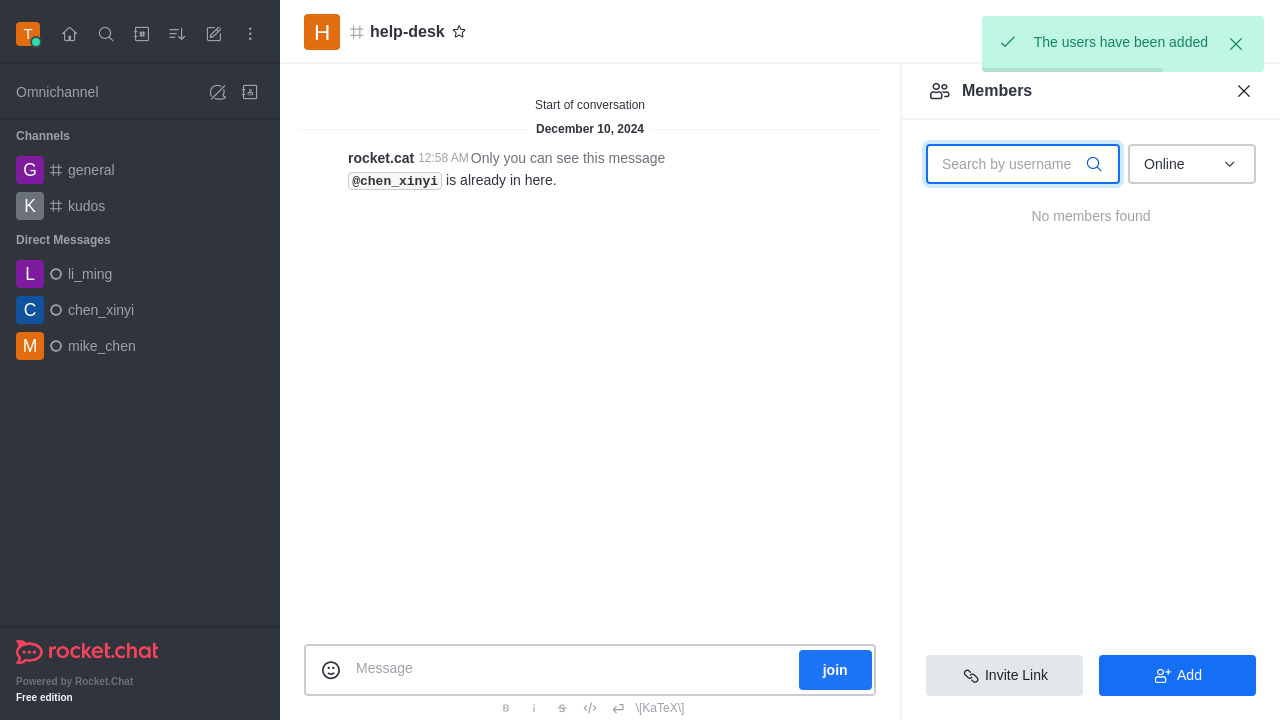 T
Omnichannel
Channels
G general
K kudos
Direct Messages
L li_ming
C chen_xinyi
M mike_chen
rocket.chat
Powered by Rocket.Chat
Free edition
H help-desk
Start of conversation
December 10, 2024
rocket.cat 12:58 AM Only you can see this message
@chen_xinyi is already in here.
Message
join
B i S \[KaTeX\]
The users have been added
Members
Search by username
Online
No members found
Invite Link
Add